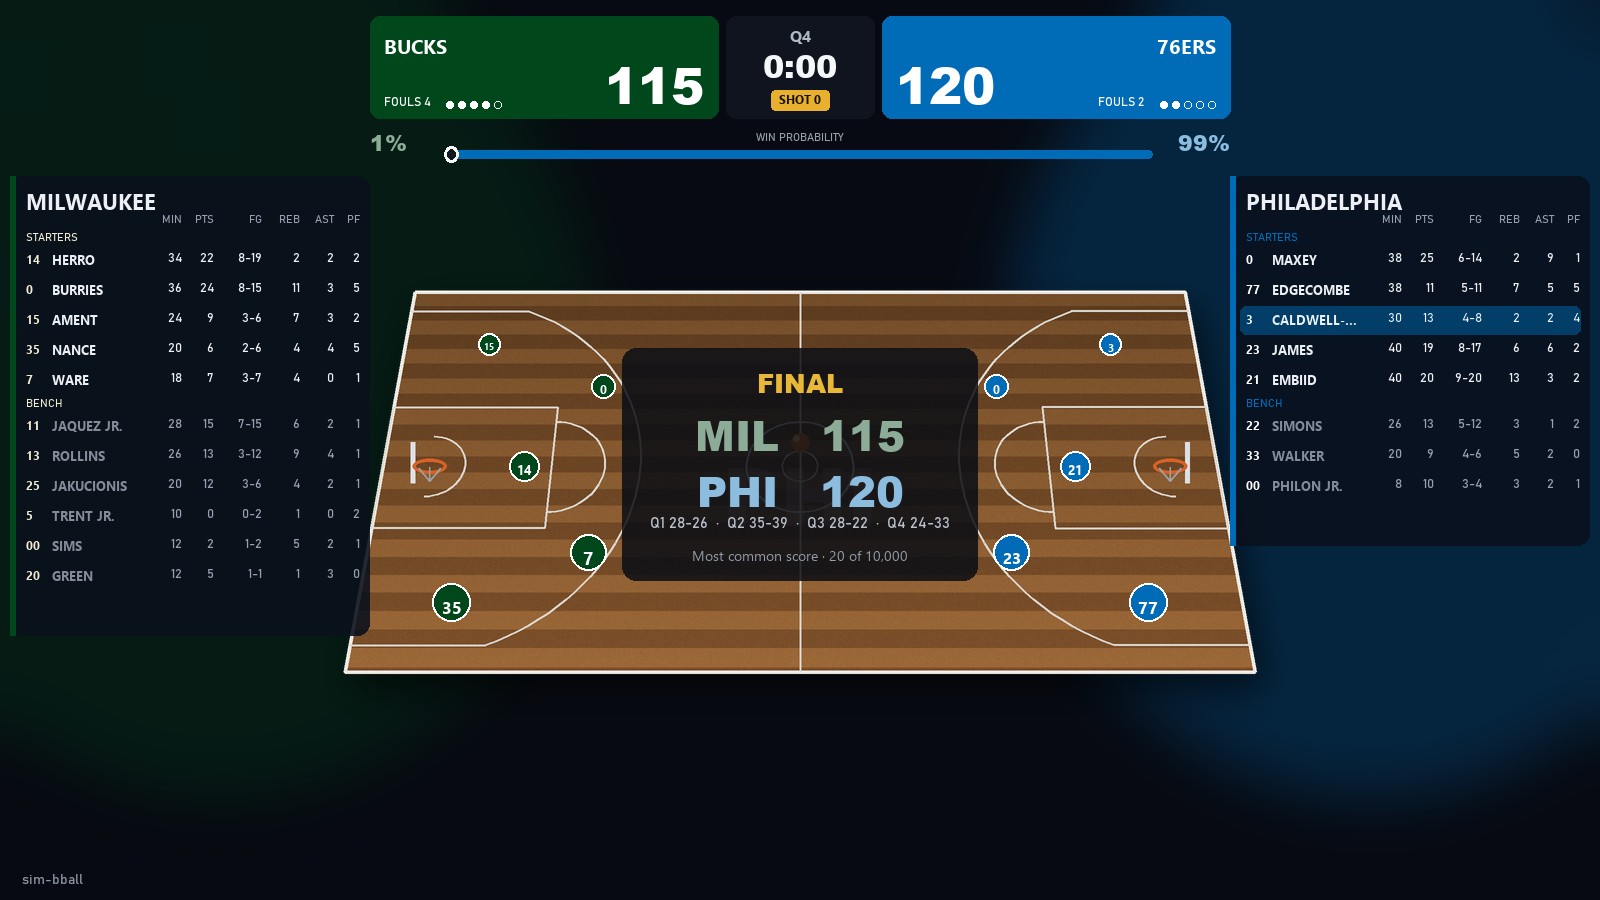 BUCKS
115
FOULS 4
Q4
0:00
SHOT 0
76ERS
120
FOULS 2
1%
WIN PROBABILITY
99%
MILWAUKEE
MIN PTS FG REB AST PF
STARTERS
14 HERRO 34 22 8-19 2 2 2
0 BURRIES 36 24 8-15 11 3 5
15 AMENT 24 9 3-6 7 3 2
35 NANCE 20 6 2-6 4 4 5
7 WARE 18 7 3-7 4 0 1
BENCH
11 JAQUEZ JR. 28 15 7-15 6 2 1
13 ROLLINS 26 13 3-12 9 4 1
25 JAKUCIONIS 20 12 3-6 4 2 1
5 TRENT JR. 10 0 0-2 1 0 2
00 SIMS 12 2 1-2 5 2 1
20 GREEN 12 5 1-1 1 3 0
PHILADELPHIA
MIN PTS FG REB AST PF
STARTERS
0 MAXEY 38 25 6-14 2 9 1
77 EDGECOMBE 38 11 5-11 7 5 5
3 CALDWELL-... 30 13 4-8 2 2 4
23 JAMES 40 19 8-17 6 6 2
21 EMBIID 40 20 9-20 13 3 2
BENCH
22 SIMONS 26 13 5-12 3 1 2
33 WALKER 20 9 4-6 5 2 0
00 PHILON JR. 8 10 3-4 3 2 1
15
0
14
7
35
FINAL
MIL 115
PHI 120
Q1 28-26 · Q2 35-39 · Q3 28-22 · Q4 24-33
Most common score · 20 of 10,000
3
0
21
23
77
sim-bball